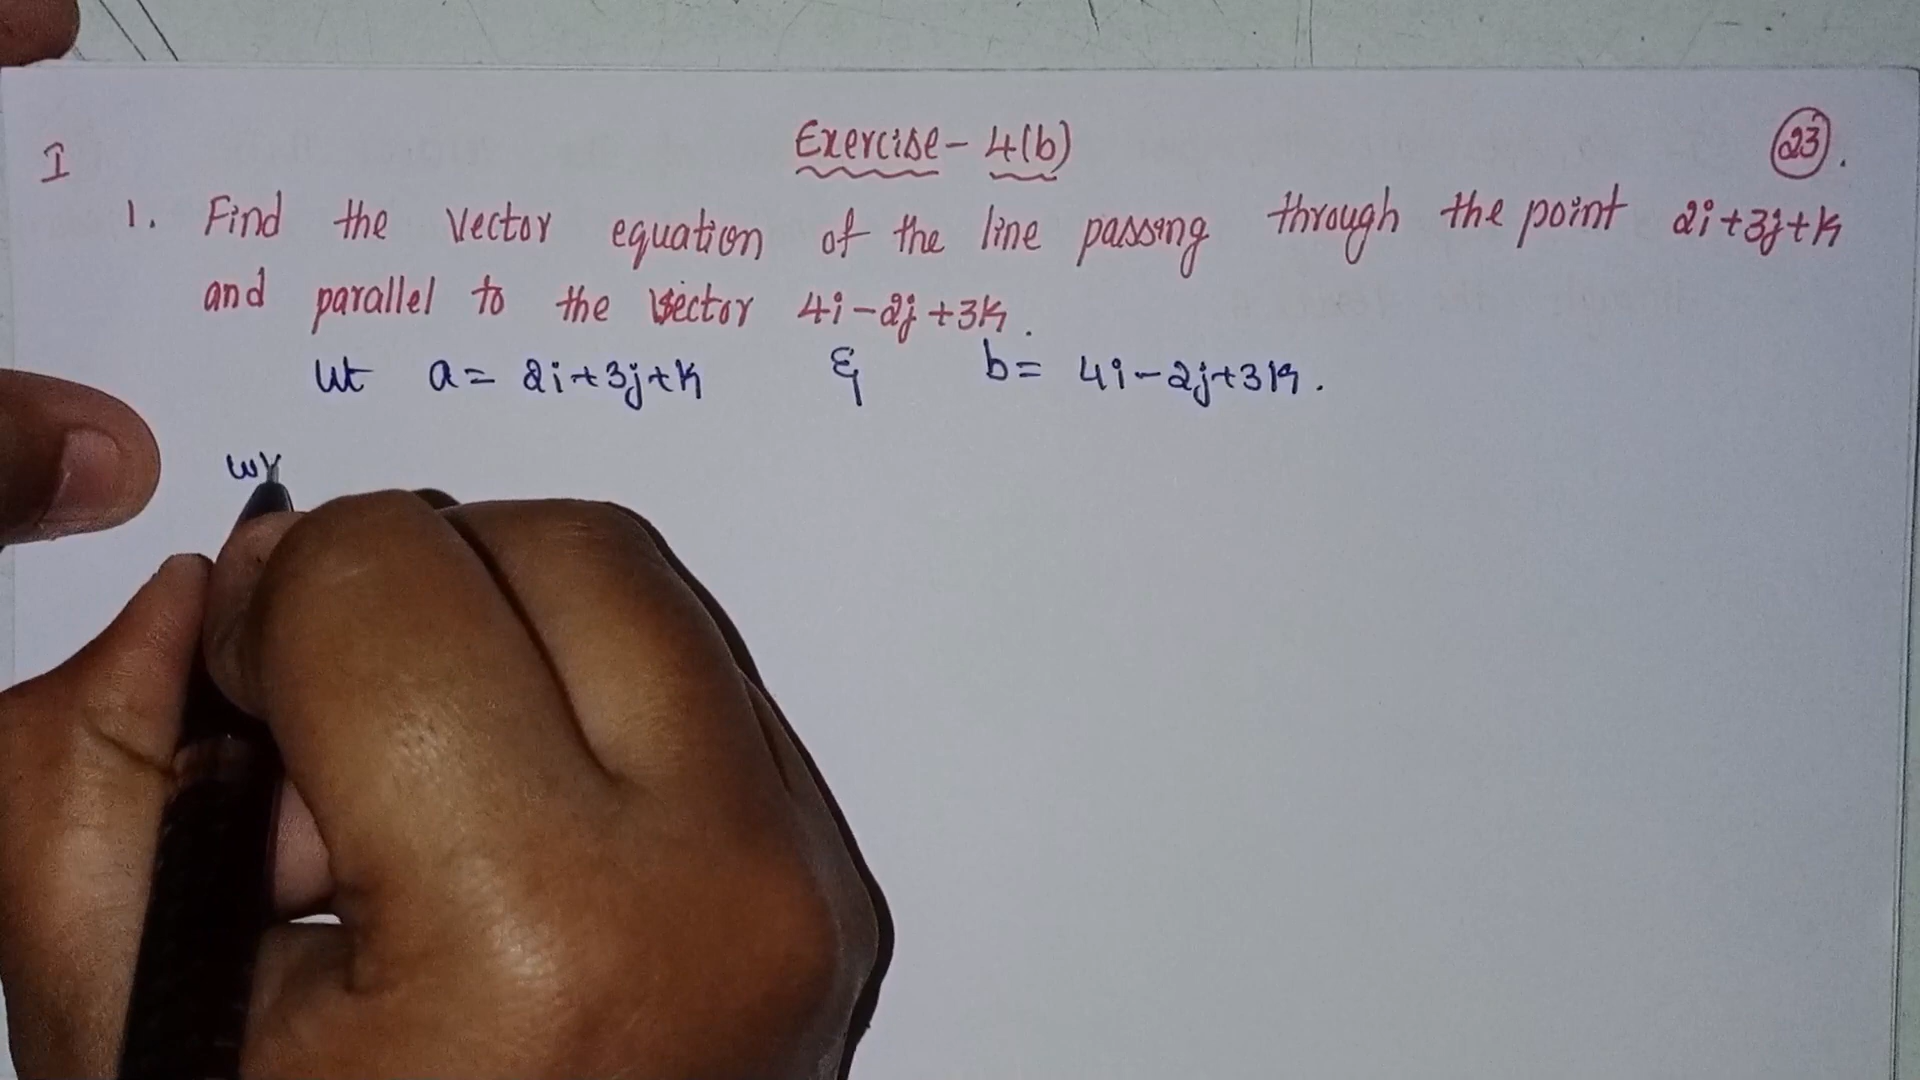 Exercise - 4(b)
23.
I
1. Find the vector equation of the line passing through the point 2i+3j+k
and parallel to the vector 4i-2j+3k.
Let a = 2i+3j+k & b = 4i-2j+3k.